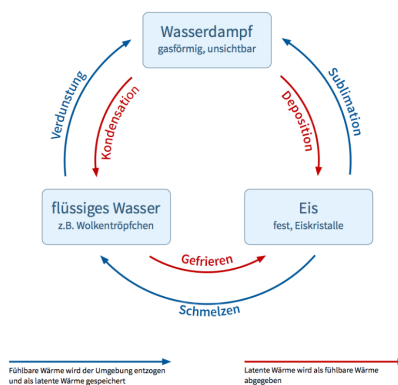 Wasserdampf
gasförmig, unsichtbar
Verdunstung
Kondensation
Deposition
Sublimation
flüssiges Wasser
z.B. Wolkentröpfchen
Eis
fest, Eiskristalle
Gefrieren
Schmelzen
Fühlbare Wärme wird der Umgebung entzogen
und als latente Wärme gespeichert
Latente Wärme wird als fühlbare Wärme
abgegeben